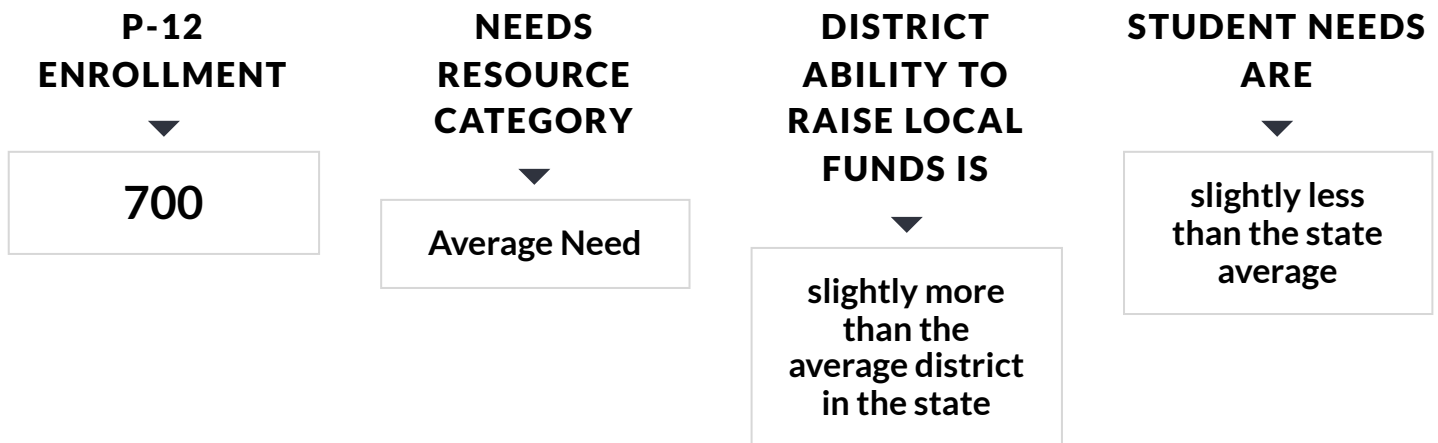 P-12
ENROLLMENT
700
NEEDS
RESOURCE
CATEGORY
Average Need
DISTRICT
ABILITY TO
RAISE LOCAL
FUNDS IS
slightly more
than the
average district
in the state
STUDENT NEEDS
ARE
slightly less
than the state
average